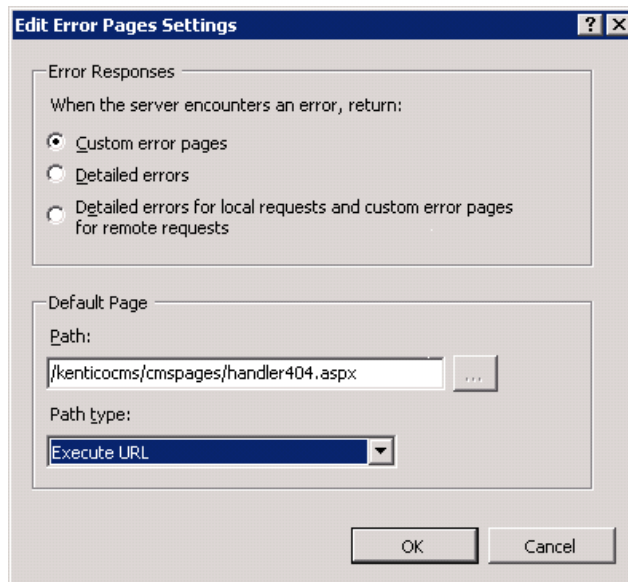 Edit Error Pages Settings
Error Responses
When the server encounters an error, return:
Custom error pages
Detailed errors
Detailed errors for local requests and custom error pages
for remote requests
Default Page
Path:
/kenticocms/cmspages/handler404.aspx
...
Path type:
Execute URL
OK Cancel